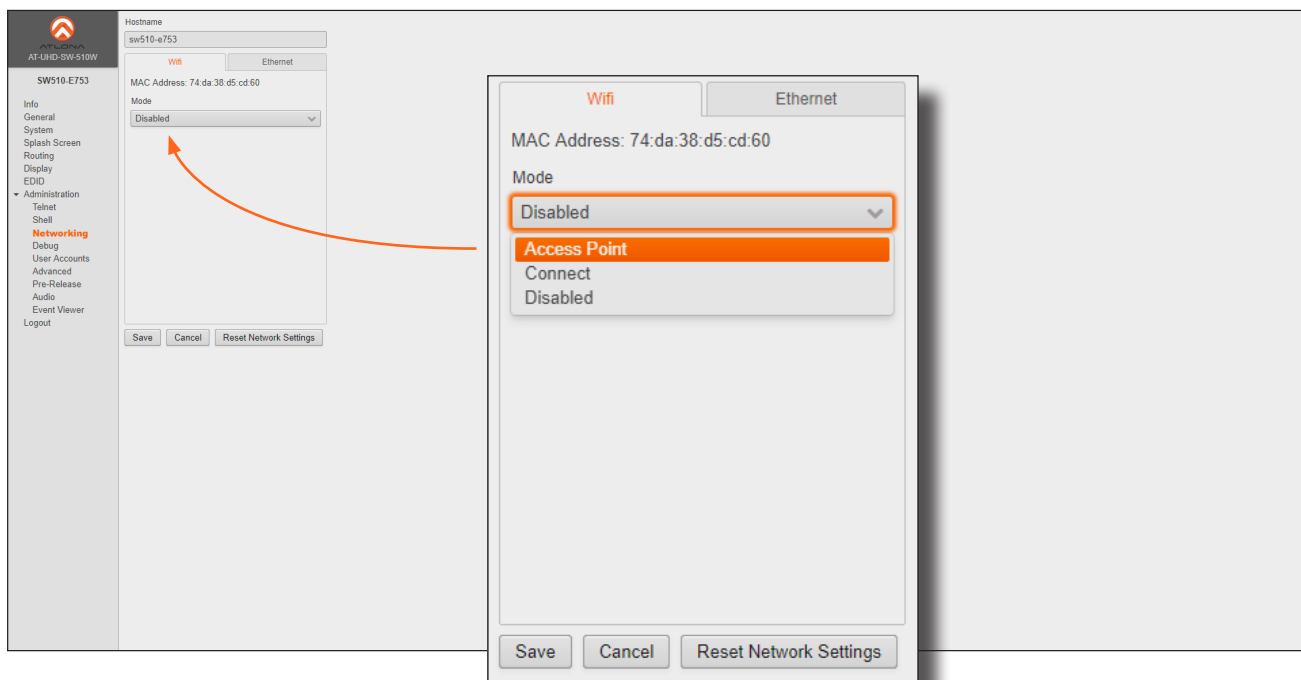 ATLONA
AT-UHD-SW-510W
SW510-E753
Info
General
System
Splash Screen
Routing
Display
EDID
Administration
Telnet
Shell
Networking
Debug
User Accounts
Advanced
Pre-Release
Audio
Event Viewer
Logout
Hostname
sw510-e753
Wifi Ethernet
MAC Address: 74:da:38:d5:cd:60
Mode
Disabled
Save Cancel Reset Network Settings
Wifi Ethernet
MAC Address: 74:da:38:d5:cd:60
Mode
Disabled
Access Point
Connect
Disabled
Save Cancel Reset Network Settings